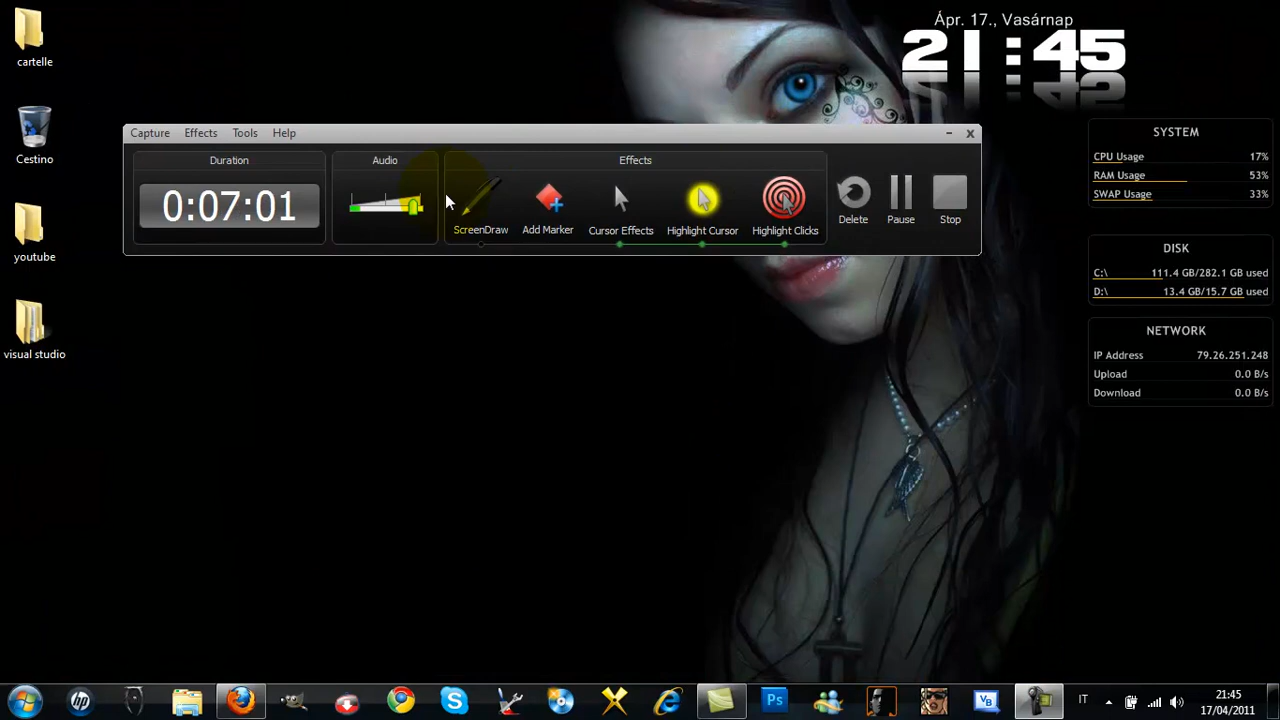 cartelle
Cestino
youtube
visual studio
Ápr. 17., Vasárnap
21:45
Capture Effects Tools Help
Duration
0:07:01
Audio
Effects
ScreenDraw
Add Marker
Cursor Effects
Highlight Cursor
Highlight Clicks
Delete
Pause
Stop
SYSTEM
CPU Usage 17%
RAM Usage 53%
SWAP Usage 33%
DISK
C:\ 111.4 GB/282.1 GB used
D:\ 13.4 GB/15.7 GB used
NETWORK
IP Address 79.26.251.248
Upload 0.0 B/s
Download 0.0 B/s
hp
Ps
VB
IT
21:45
17/04/2011